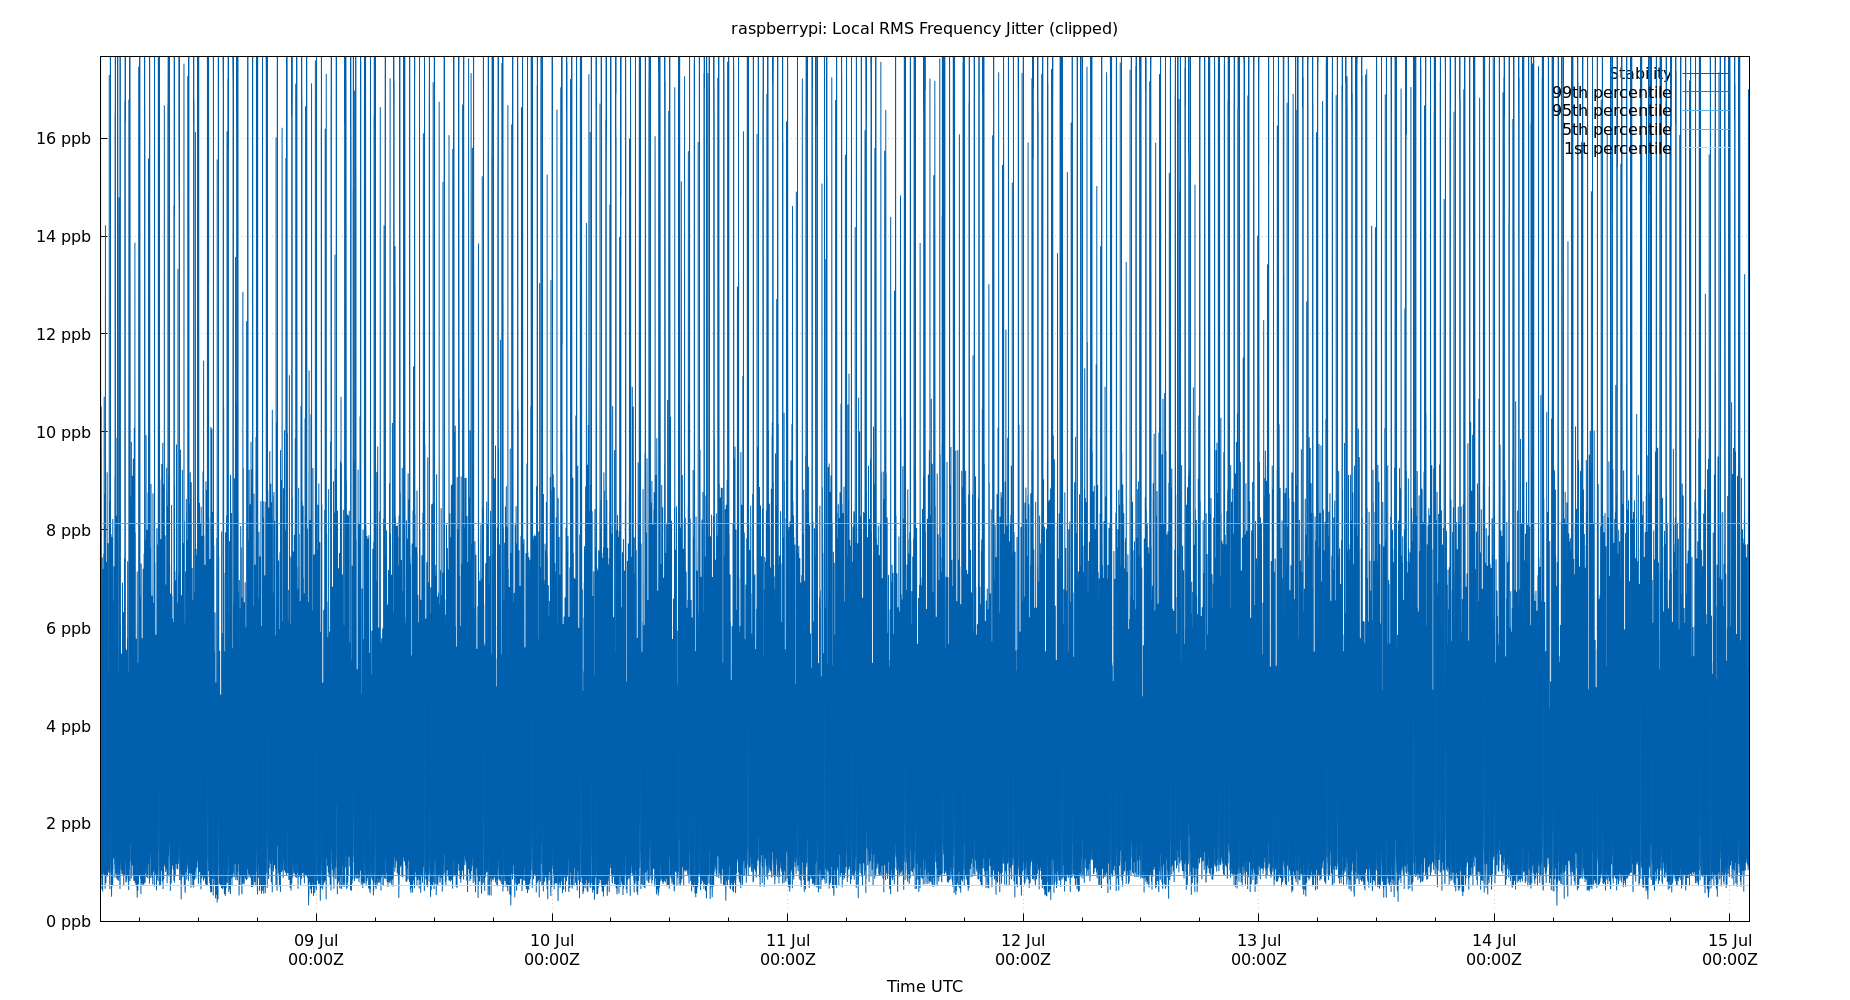 raspberrypi: Local RMS Frequency Jitter (clipped)
Stability
99th percentile
95th percentile
5th percentile
1st percentile
16 ppb
14 ppb
12 ppb
10 ppb
8 ppb
6 ppb
4 ppb
2 ppb
0 ppb
09 Jul 10 Jul 11 Jul 12 Jul 13 Jul 14 Jul 15 Jul
00:00Z 00:00Z 00:00Z 00:00Z 00:00Z 00:00Z 00:00Z
Time UTC